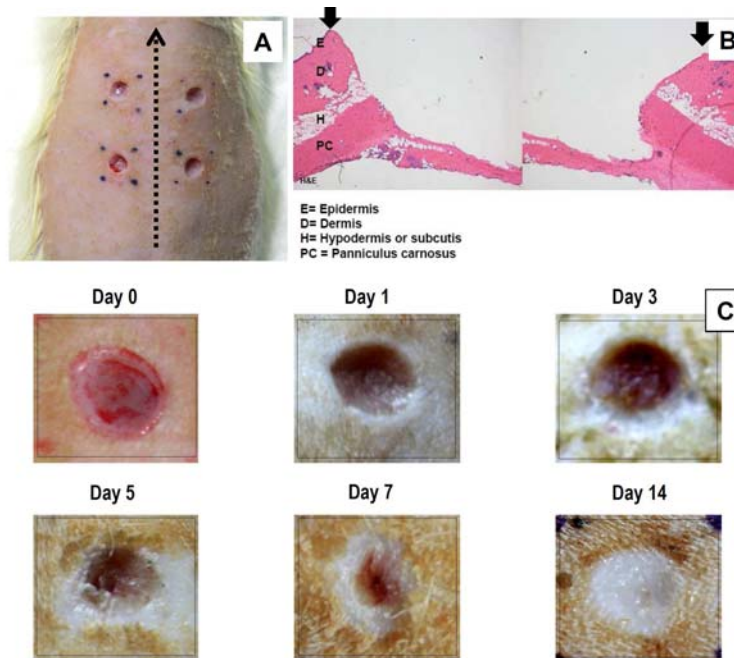 A
B
E
D
H
PC
H&E
E= Epidermis
D= Dermis
H= Hypodermis or subcutis
PC = Panniculus carnosus
C
Day 0
Day 1
Day 3
Day 5
Day 7
Day 14